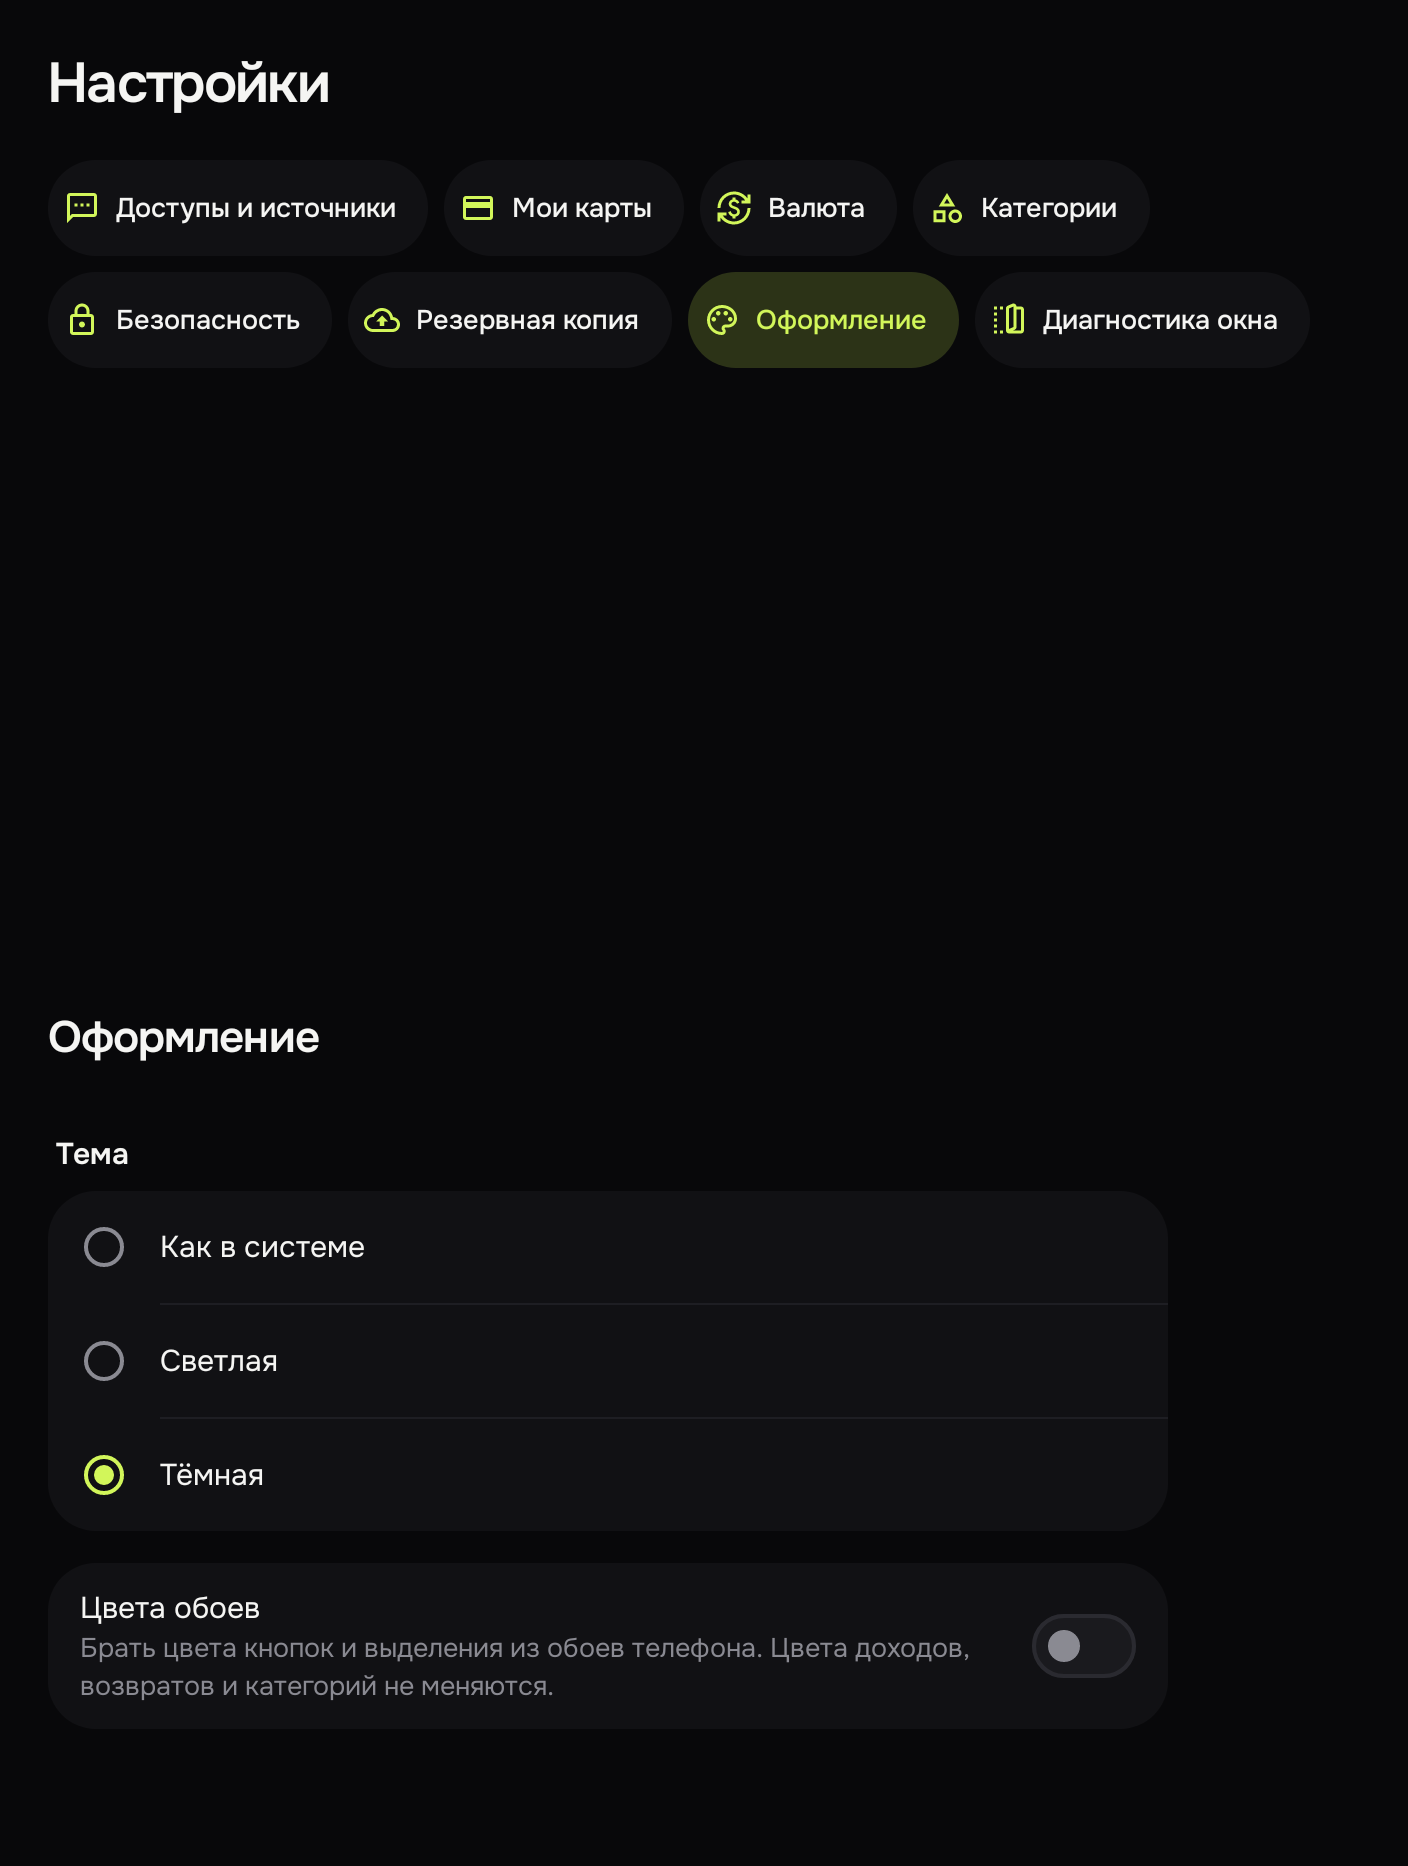 Настройки
Доступы и источники
Мои карты
Валюта
Категории
Безопасность
Резервная копия
Оформление
Диагностика окна
Оформление
Тема
Как в системе
Светлая
Тёмная
Цвета обоев
Брать цвета кнопок и выделения из обоев телефона. Цвета доходов,
возвратов и категорий не меняются.